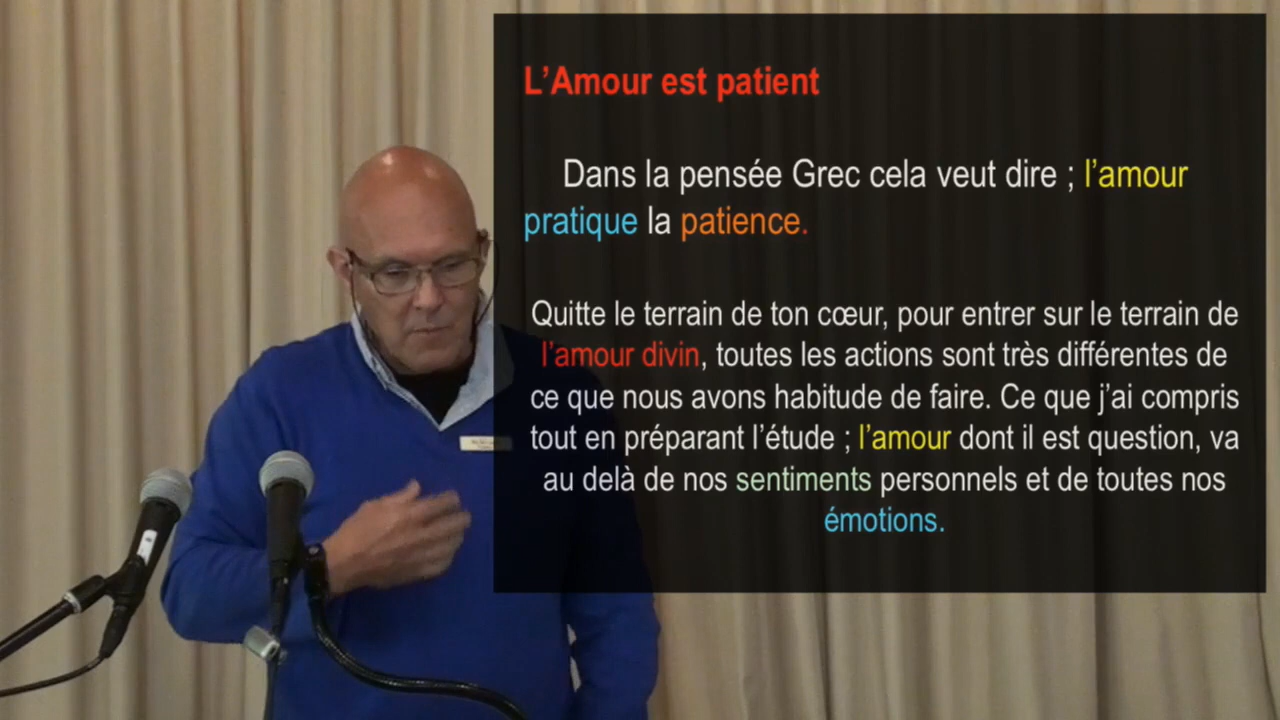 L’Amour est patient
Dans la pensée Grec cela veut dire ; l’amour
pratique la patience.
Quitte le terrain de ton cœur, pour entrer sur le terrain de
l’amour divin, toutes les actions sont très différentes de
ce que nous avons habitude de faire. Ce que j’ai compris
tout en préparant l’étude ; l’amour dont il est question, va
au delà de nos sentiments personnels et de toutes nos
émotions.